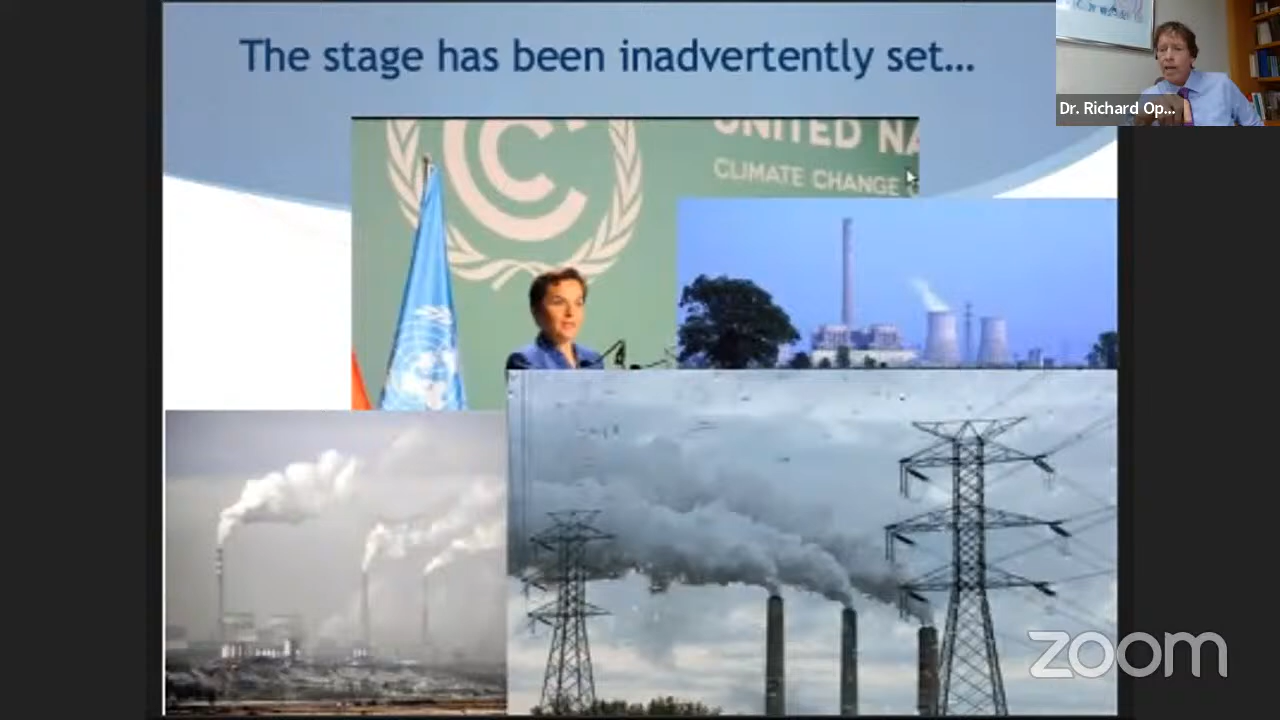 The stage has been inadvertently set...
Dr. Richard Op...
UNITED NA
CLIMATE CHANGE
zoom